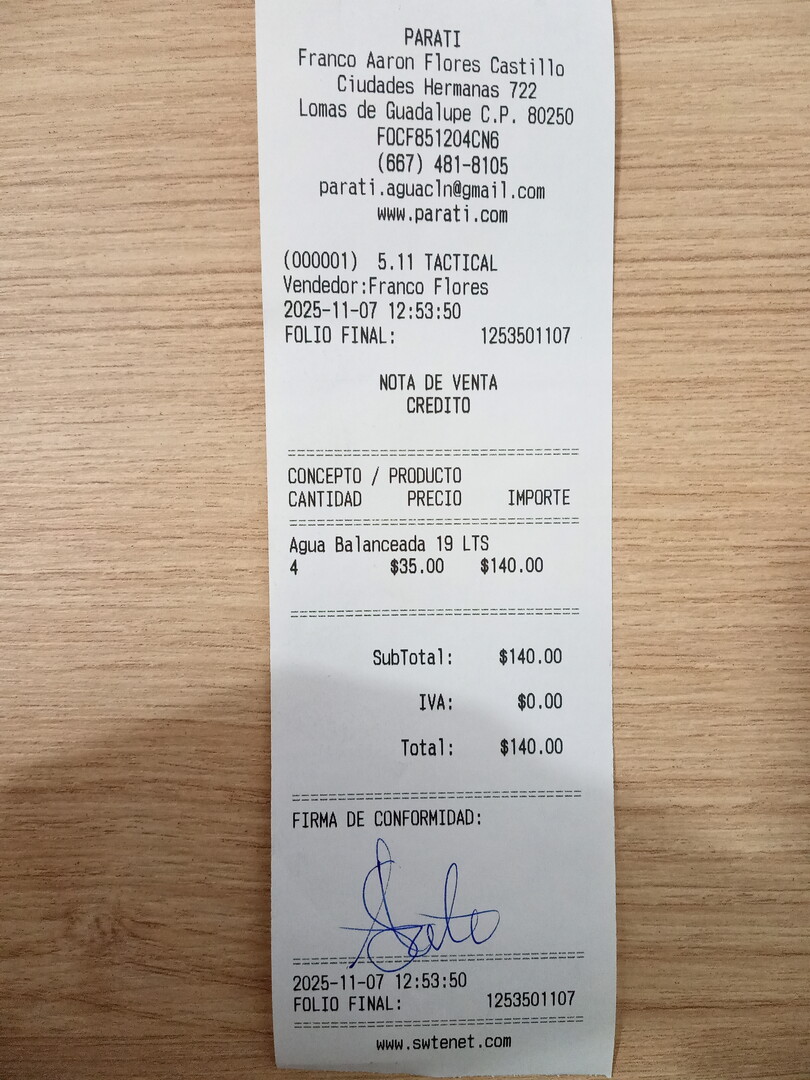 PARATI
Franco Aaron Flores Castillo
Ciudades Hermanas 722
Lomas de Guadalupe C.P. 80250
FOCF851204CN6
(667) 481-8105
parati.aguacln@gmail.com
www.parati.com
(000001) 5.11 TACTICAL
Vendedor:Franco Flores
2025-11-07 12:53:50
FOLIO FINAL: 1253501107
NOTA DE VENTA
CREDITO
CONCEPTO / PRODUCTO
CANTIDAD PRECIO IMPORTE
Agua Balanceada 19 LTS
4 $35.00 $140.00
SubTotal: $140.00
IVA: $0.00
Total: $140.00
FIRMA DE CONFORMIDAD:
2025-11-07 12:53:50
FOLIO FINAL: 1253501107
www.swtenet.com